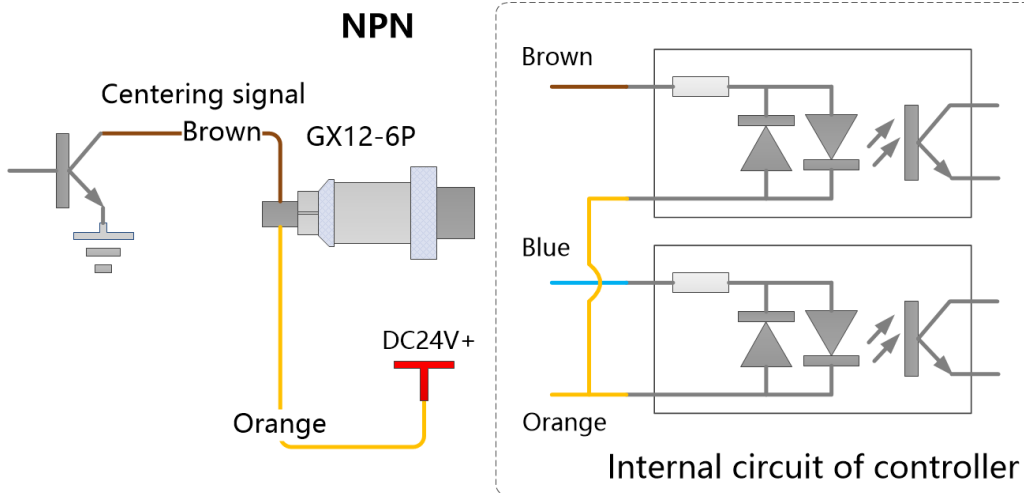 NPN
Centering signal
Brown
GX12-6P
DC24V+
Orange
Brown
Blue
Orange
Internal circuit of controller